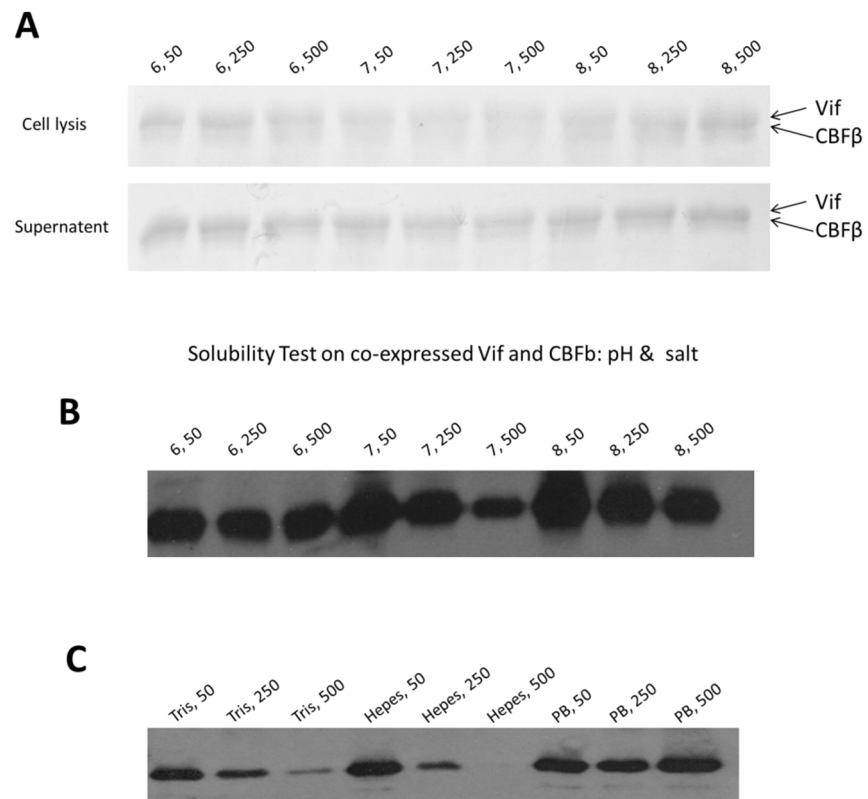 A
6, 50 6, 250 6, 500 7, 50 7, 250 7, 500 8, 50 8, 250 8, 500
Cell lysis
Vif
CBFβ
Supernatent
Vif
CBFβ
Solubility Test on co-expressed Vif and CBFb: pH & salt
B
6, 50 6, 250 6, 500 7, 50 7, 250 7, 500 8, 50 8, 250 8, 500
C
Tris, 50 Tris, 250 Tris, 500 Hepes, 50 Hepes, 250 Hepes, 500 PB, 50 PB, 250 PB, 500